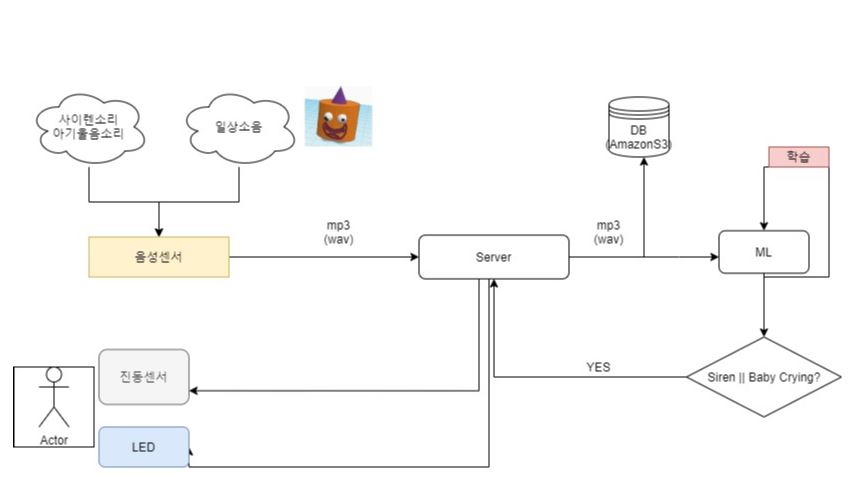 사이렌소리
아기울음소리
일상소음
DB
(AmazonS3)
학습
mp3
(wav)
mp3
(wav)
음성센서
Server
ML
진동센서
YES
Siren || Baby Crying?
Actor
LED